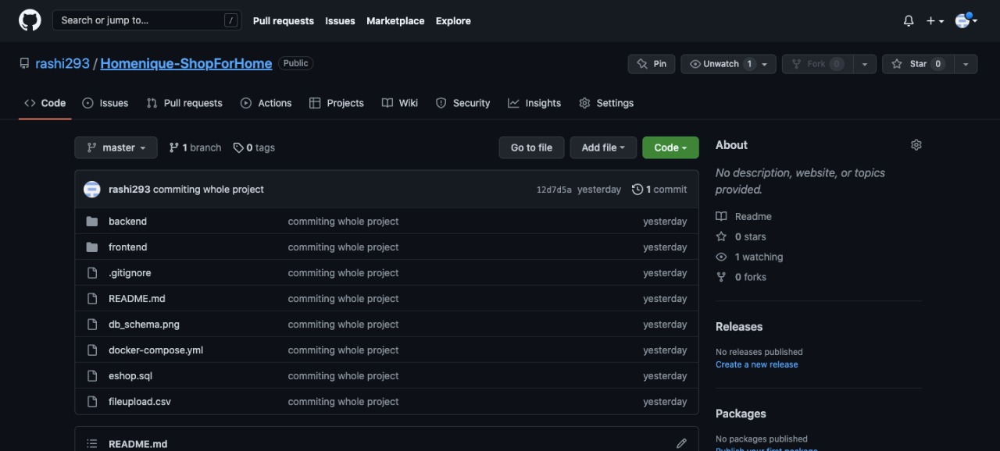 Search or jump to... /
Pull requests Issues Marketplace Explore
rashi293 / Homenique-ShopForHome Public
Pin Unwatch 1 Fork 0 Star 0
Code Issues Pull requests Actions Projects Wiki Security Insights Settings
master 1 branch 0 tags Go to file Add file Code
rashi293 commiting whole project 12d7d5a yesterday 1 commit
backend commiting whole project yesterday
frontend commiting whole project yesterday
.gitignore commiting whole project yesterday
README.md commiting whole project yesterday
db_schema.png commiting whole project yesterday
docker-compose.yml commiting whole project yesterday
eshop.sql commiting whole project yesterday
fileupload.csv commiting whole project yesterday
README.md
About
No description, website, or topics
provided.
Readme
0 stars
1 watching
0 forks
Releases
No releases published
Create a new release
Packages
No packages published
Publish your first package